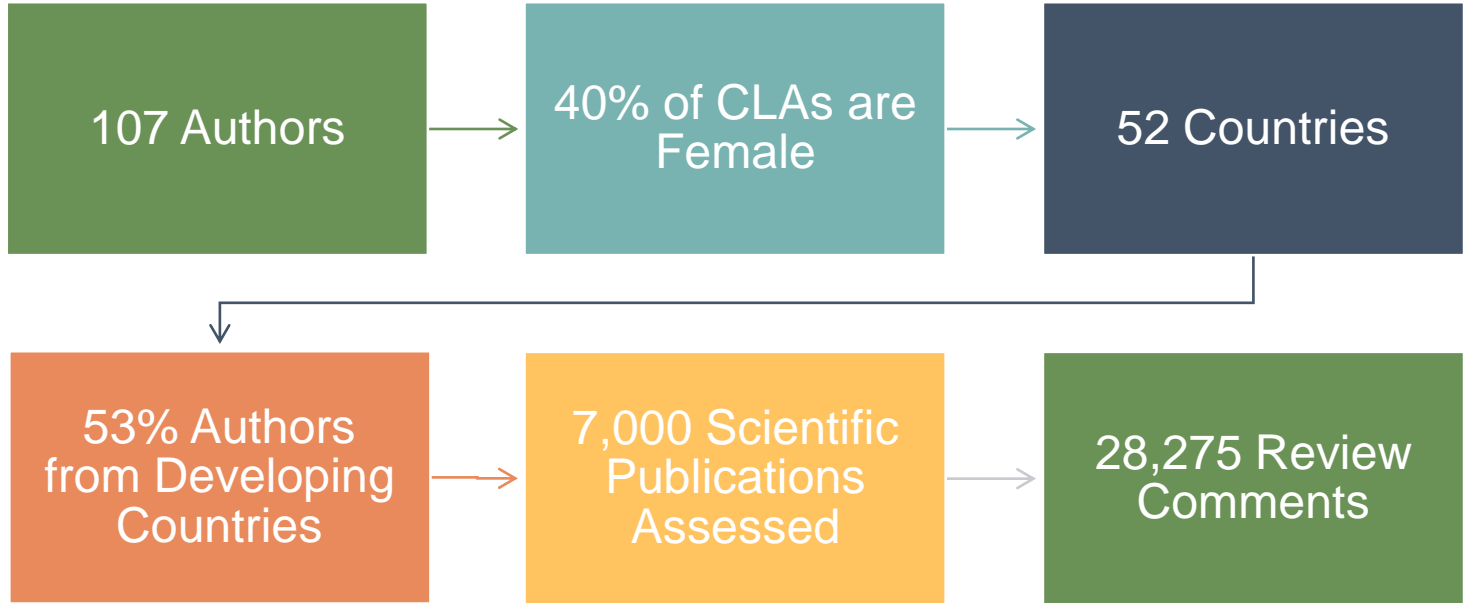 107 Authors
40% of CLAs are
Female
52 Countries
53% Authors
from Developing
Countries
7,000 Scientific
Publications
Assessed
28,275 Review
Comments